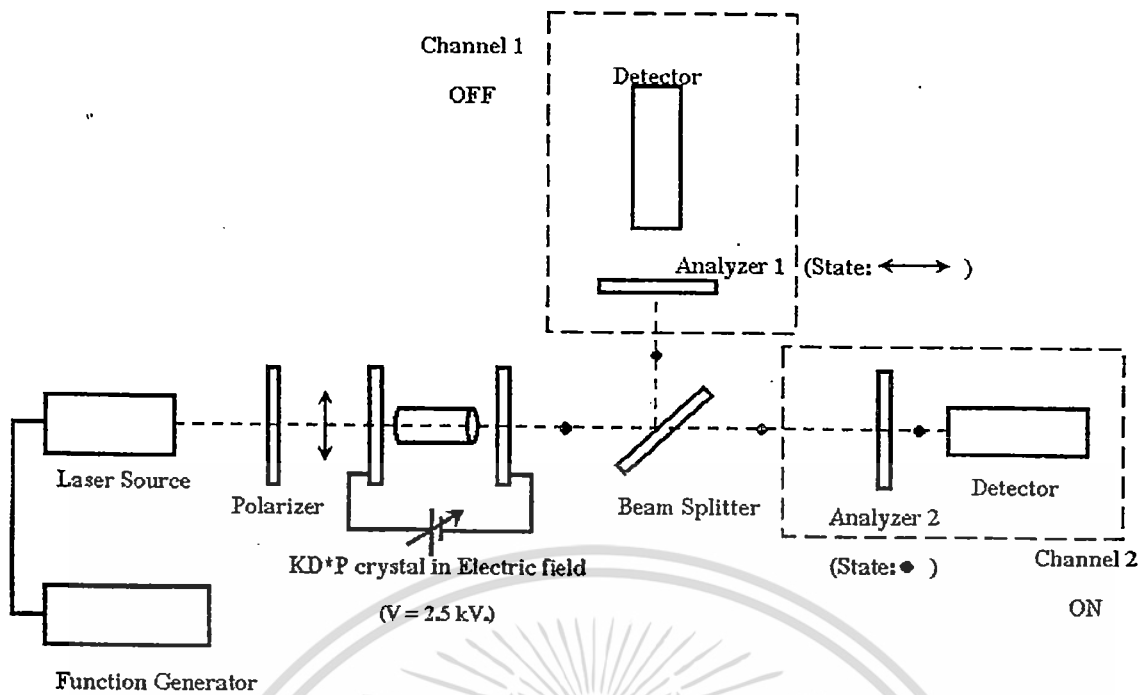 Channel 1
OFF
Detector
Analyzer 1 (State: ⟷ )
Laser Source
Polarizer
Beam Splitter
Detector
Analyzer 2
(State: ● )
Channel 2
ON
KD*P crystal in Electric field
(V = 2.5 kV.)
Function Generator